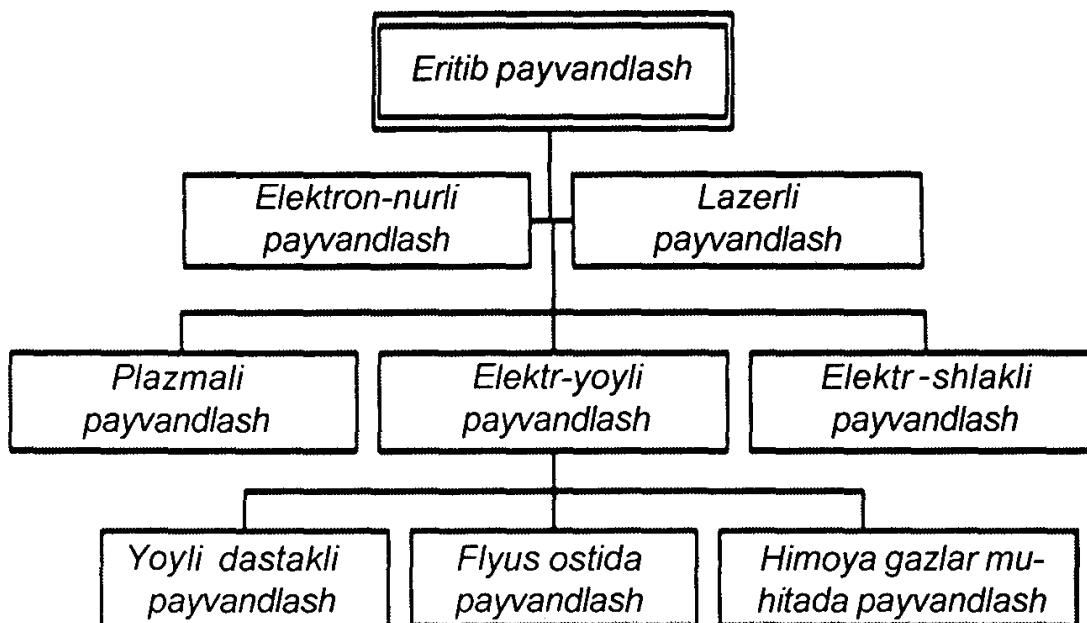 Eritib payvandlash
Elektron-nurli
payvandlash
Lazerli
payvandlash
Plazmali
payvandlash
Elektr-yoyli
payvandlash
Elektr-shlakli
payvandlash
Yoyli dastakli
payvandlash
Flyus ostida
payvandlash
Himoya gazlar mu-
hitada payvandlash